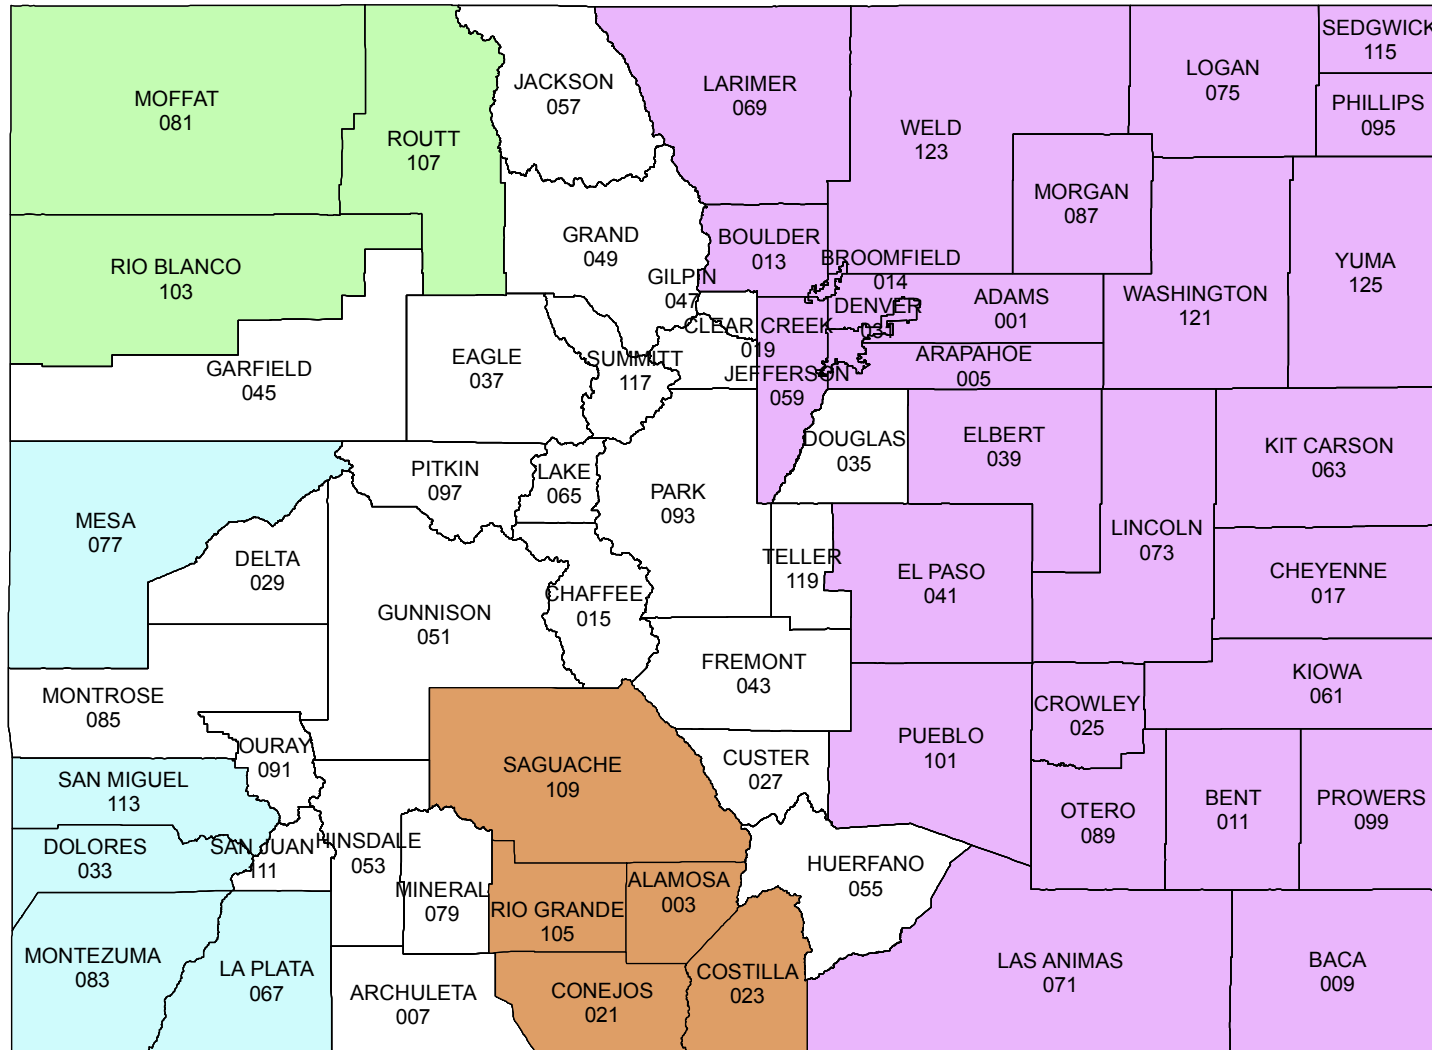 SEDGWICK
115
JACKSON
057
LARIMER
069
LOGAN
075
MOFFAT
081
PHILLIPS
095
ROUTT
107
WELD
123
MORGAN
087
GRAND
049
BOULDER
013
RIO BLANCO
103
BROOMFIELD
014
YUMA
125
GILPIN
047
WASHINGTON
121
ADAMS
001
DENVER
031
CLEAR CREEK
019
ARAPAHOE
005
EAGLE
037
SUMMITT
117
GARFIELD
045
JEFFERSON
059
DOUGLAS
035
ELBERT
039
KIT CARSON
063
PITKIN
097
LAKE
065
PARK
093
MESA
077
LINCOLN
073
DELTA
029
TELLER
119
EL PASO
041
CHEYENNE
017
CHAFFEE
015
GUNNISON
051
FREMONT
043
KIOWA
061
MONTROSE
085
CROWLEY
025
OURAY
091
PUEBLO
101
CUSTER
027
SAGUACHE
109
SAN MIGUEL
113
BENT
011
PROWERS
099
OTERO
089
DOLORES
033
SAN JUAN
111
HINSDALE
053
HUERFANO
055
ALAMOSA
003
MINERAL
079
RIO GRANDE
105
MONTEZUMA
083
LA PLATA
067
COSTILLA
023
LAS ANIMAS
071
BACA
009
ARCHULETA
007
CONEJOS
021